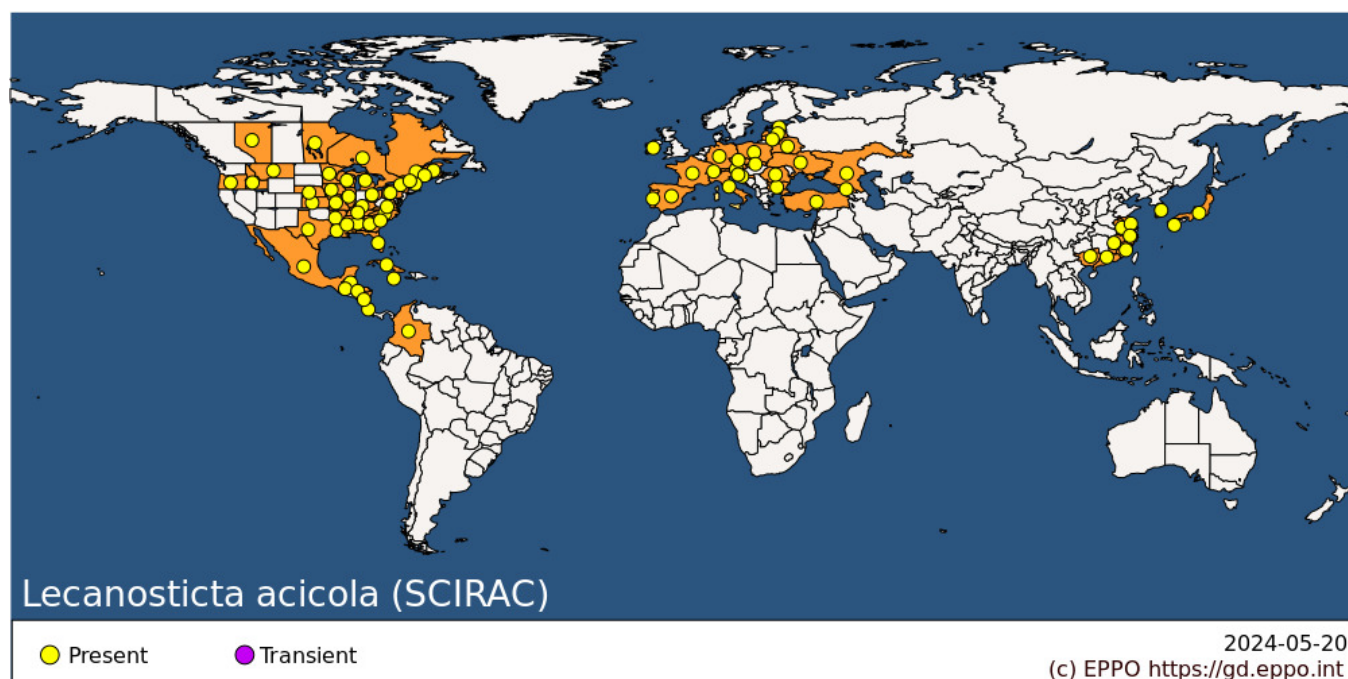 Lecanosticta acicola (SCIRAC)
Present
Transient
2024-05-20
(c) EPPO https://gd.eppo.int